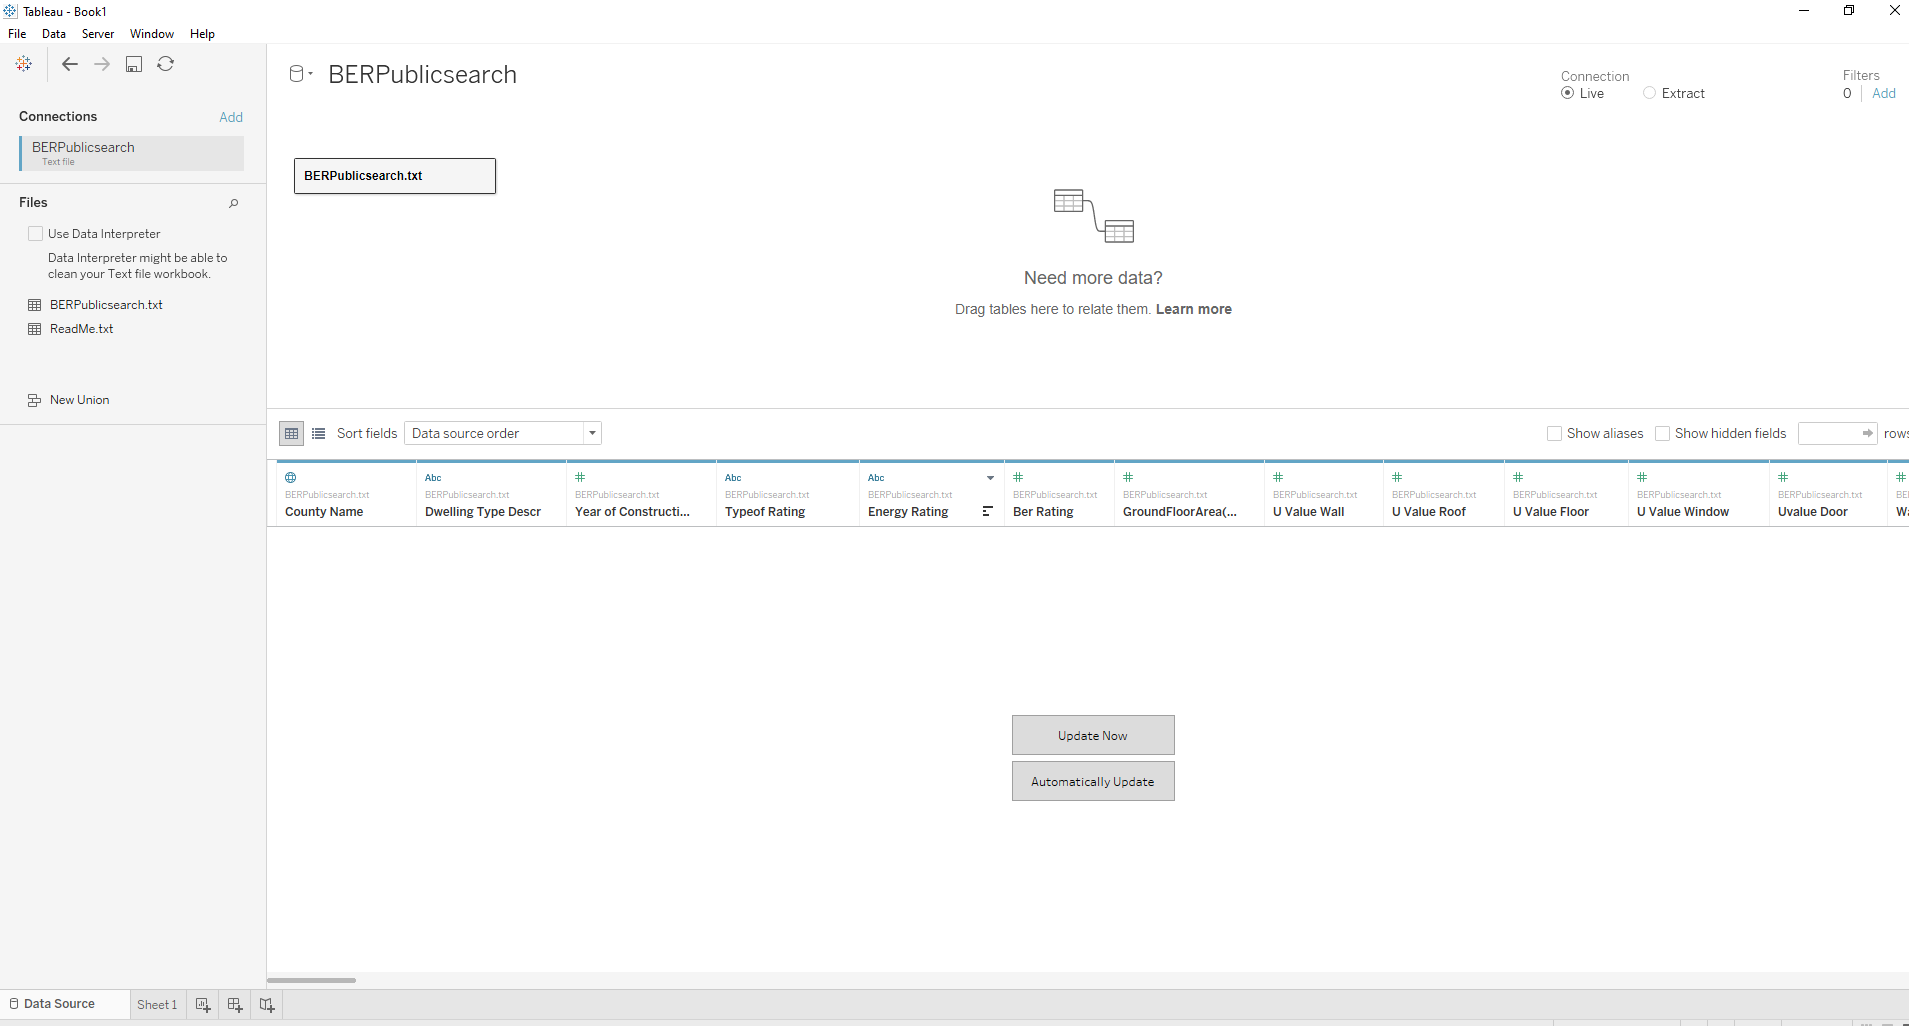 Tableau - Book1
File Data Server Window Help
BERPublicsearch
Connection
Live Extract
Filters
0 Add
Connections Add
BERPublicsearch
Text file
BERPublicsearch.txt
Files
Use Data Interpreter
Data Interpreter might be able to
clean your Text file workbook.
BERPublicsearch.txt
ReadMe.txt
New Union
Need more data?
Drag tables here to relate them. Learn more
Sort fields Data source order Show aliases Show hidden fields rows
Abc Abc Abc
BERPublicsearch.txt BERPublicsearch.txt BERPublicsearch.txt BERPublicsearch.txt BERPublicsearch.txt BERPublicsearch.txt BERPublicsearch.txt BERPublicsearch.txt BERPublicsearch.txt BERPublicsearch.txt BERPublicsearch.txt BERPublicsearch.txt
County Name Dwelling Type Descr Year of Constructi... Typeof Rating Energy Rating Ber Rating GroundFloorArea(... U Value Wall U Value Roof U Value Floor U Value Window Uvalue Door
Update Now
Automatically Update
Data Source Sheet 1